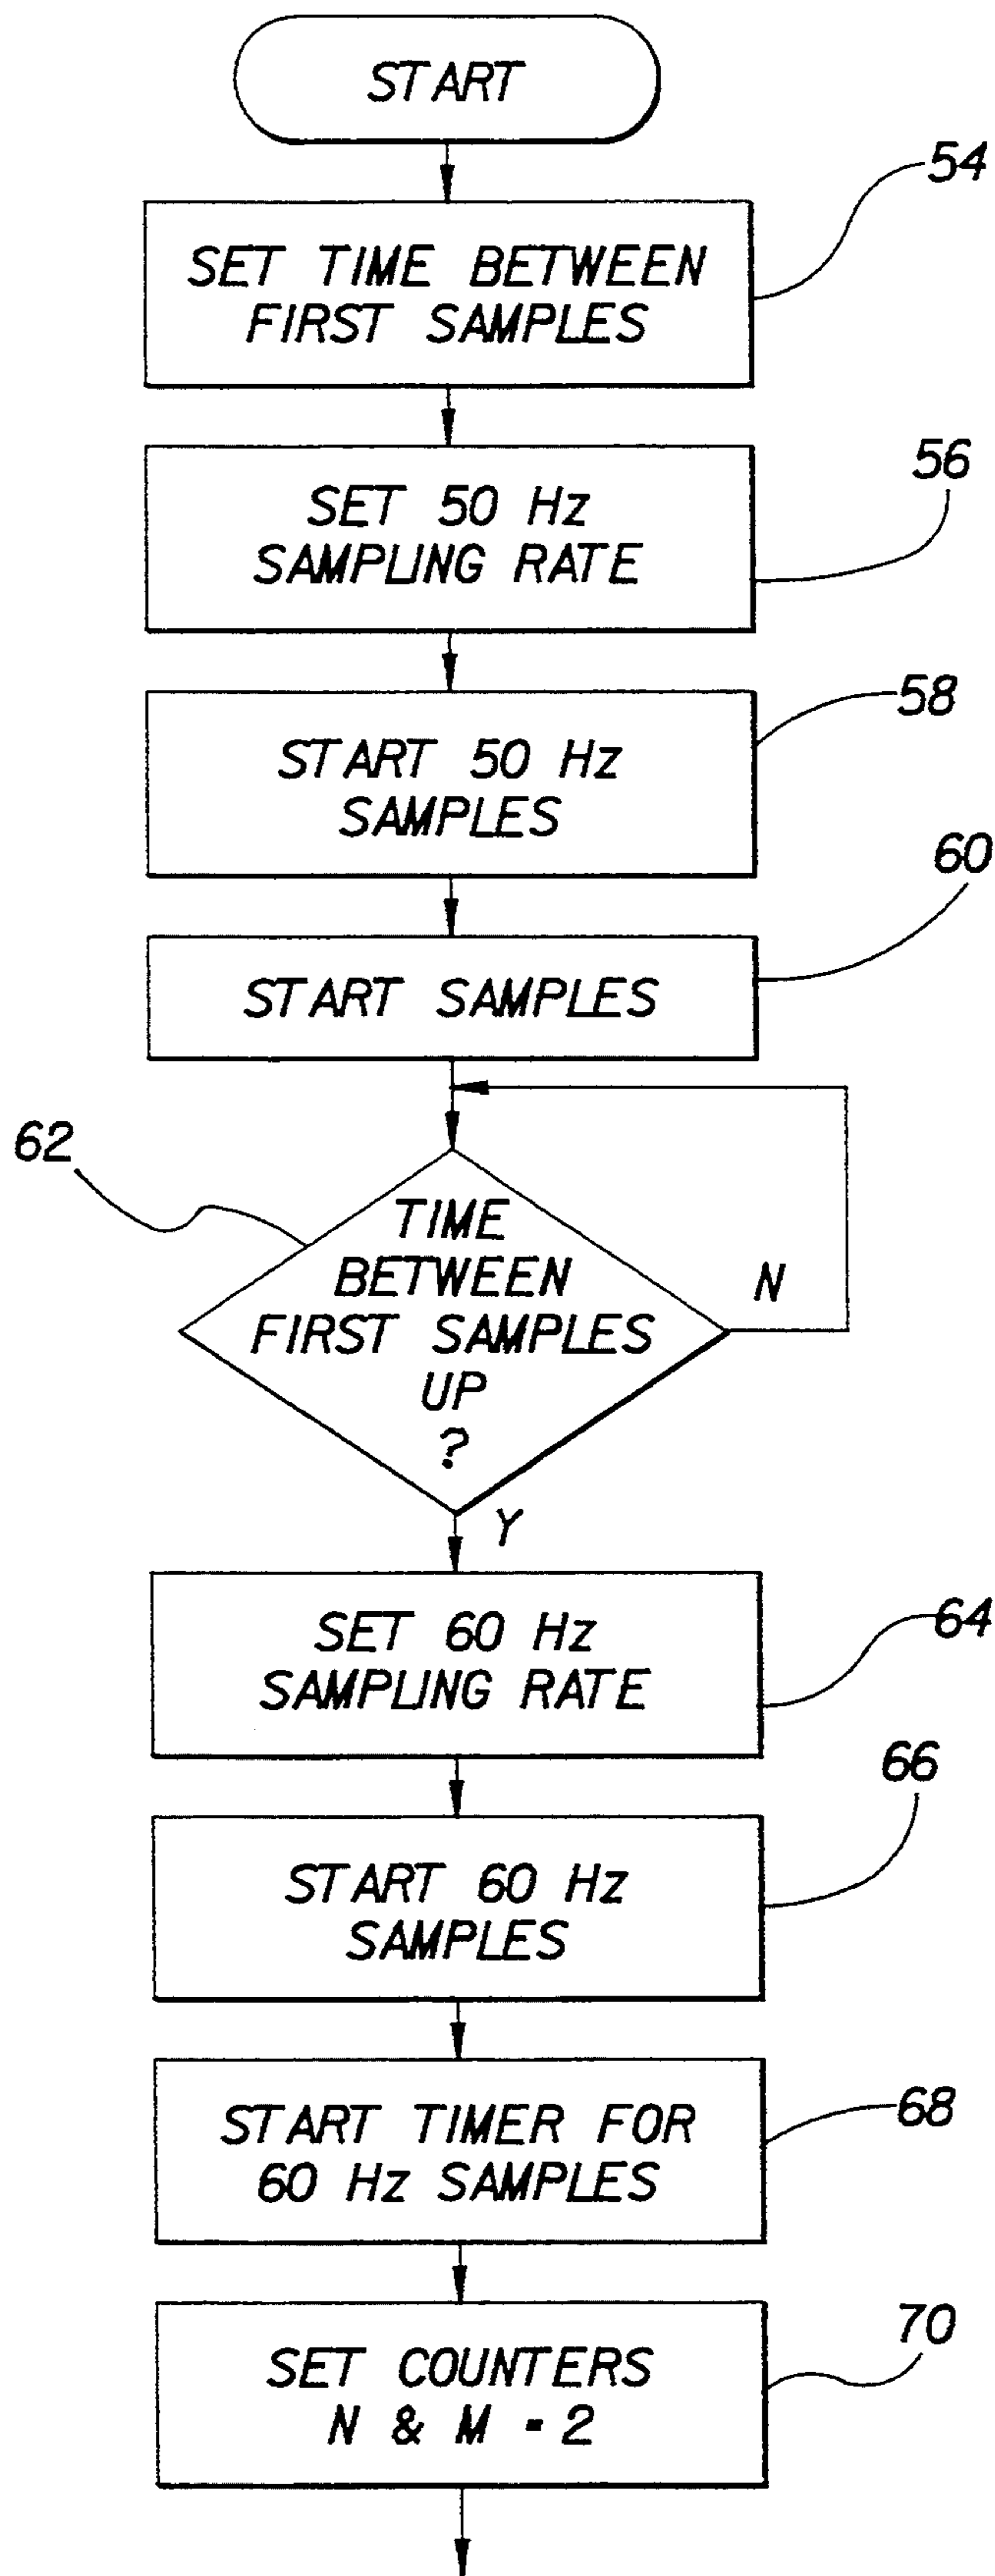 START
54
SET TIME BETWEEN
FIRST SAMPLES
56
SET 50 Hz
SAMPLING RATE
58
START 50 Hz
SAMPLES
60
START SAMPLES
62
TIME
BETWEEN
FIRST SAMPLES
UP
?
N
Y
64
SET 60 Hz
SAMPLING RATE
66
START 60 Hz
SAMPLES
68
START TIMER FOR
60 Hz SAMPLES
70
SET COUNTERS
N & M = 2